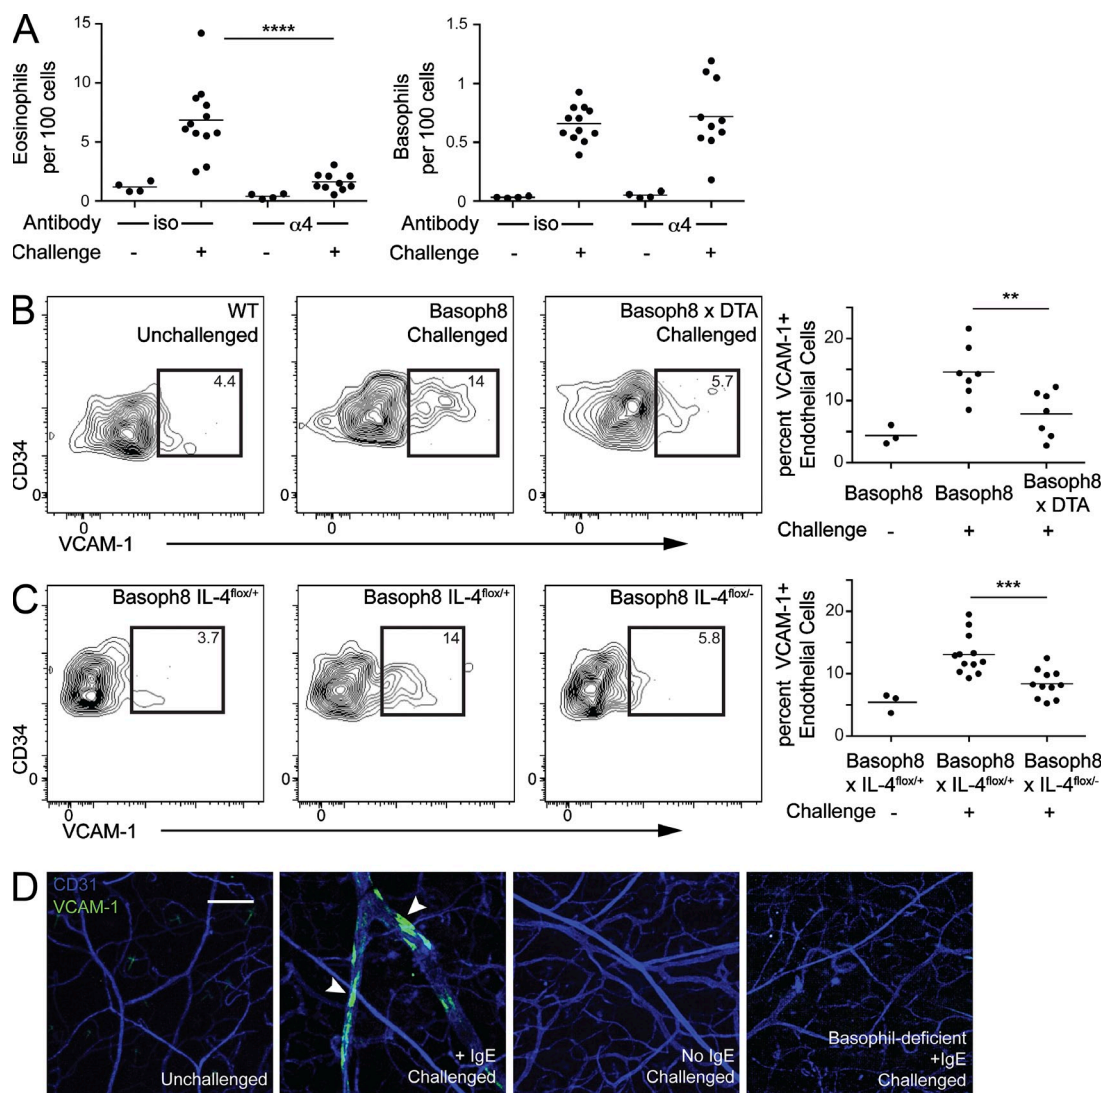 A
Eosinophils
per 100 cells
15
10
5
0
****
Antibody
iso
α4
Challenge
-
+
-
+
Basophils
per 100 cells
1.5
1
0.5
0
Antibody
iso
α4
Challenge
-
+
-
+
B
CD34
0
WT
Unchallenged
4.4
0
Basoph8
Challenged
14
0
Basoph8 x DTA
Challenged
5.7
0
VCAM-1
percent VCAM-1+
Endothelial Cells
20
10
0
**
Basoph8
Basoph8
Basoph8
x DTA
Challenge
-
+
+
C
CD34
0
Basoph8 IL-4flox/+
3.7
0
0
Basoph8 IL-4flox/+
14
0
0
Basoph8 IL-4flox/-
5.8
0
VCAM-1
percent VCAM-1+
Endothelial Cells
20
10
0
***
Basoph8
x IL-4flox/+
Basoph8
x IL-4flox/+
Basoph8
x IL-4flox/-
Challenge
-
+
+
D
CD31
VCAM-1
Unchallenged
+ IgE
Challenged
No IgE
Challenged
Basophil-deficient
+IgE
Challenged